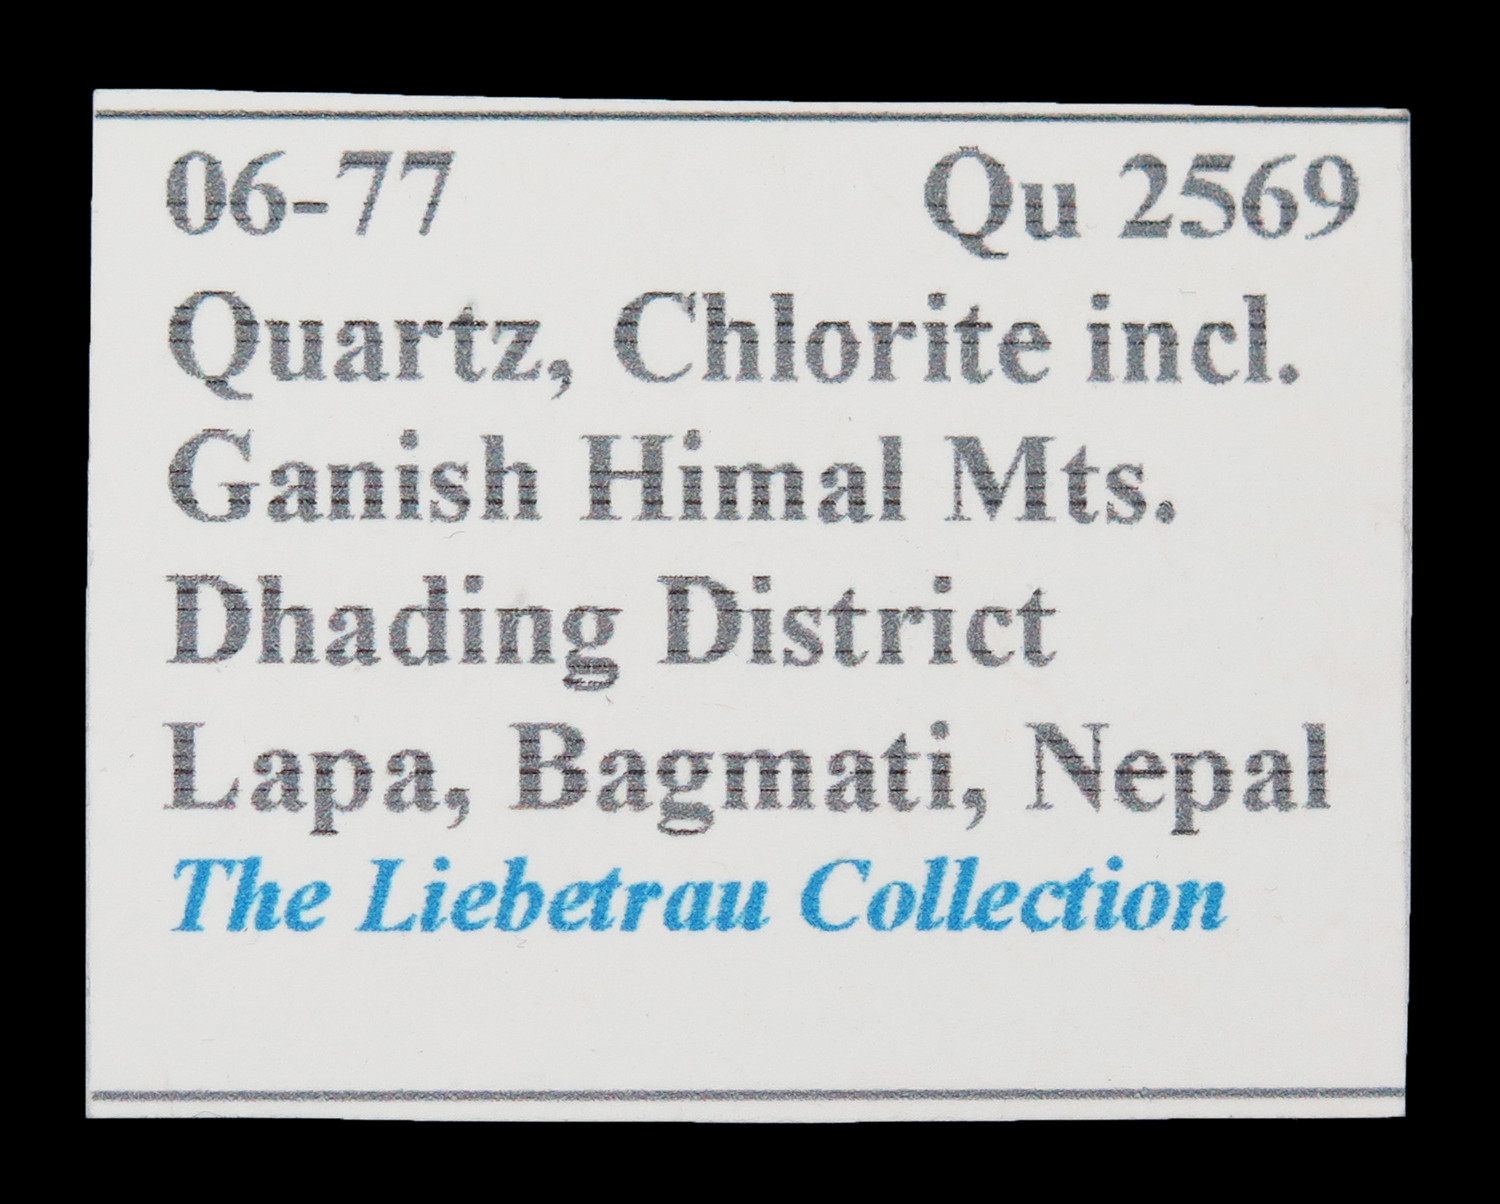 06-77 Qu 2569
Quartz, Chlorite incl.
Ganish Himal Mts.
Dhading District
Lapa, Bagmati, Nepal
The Liebetrau Collection